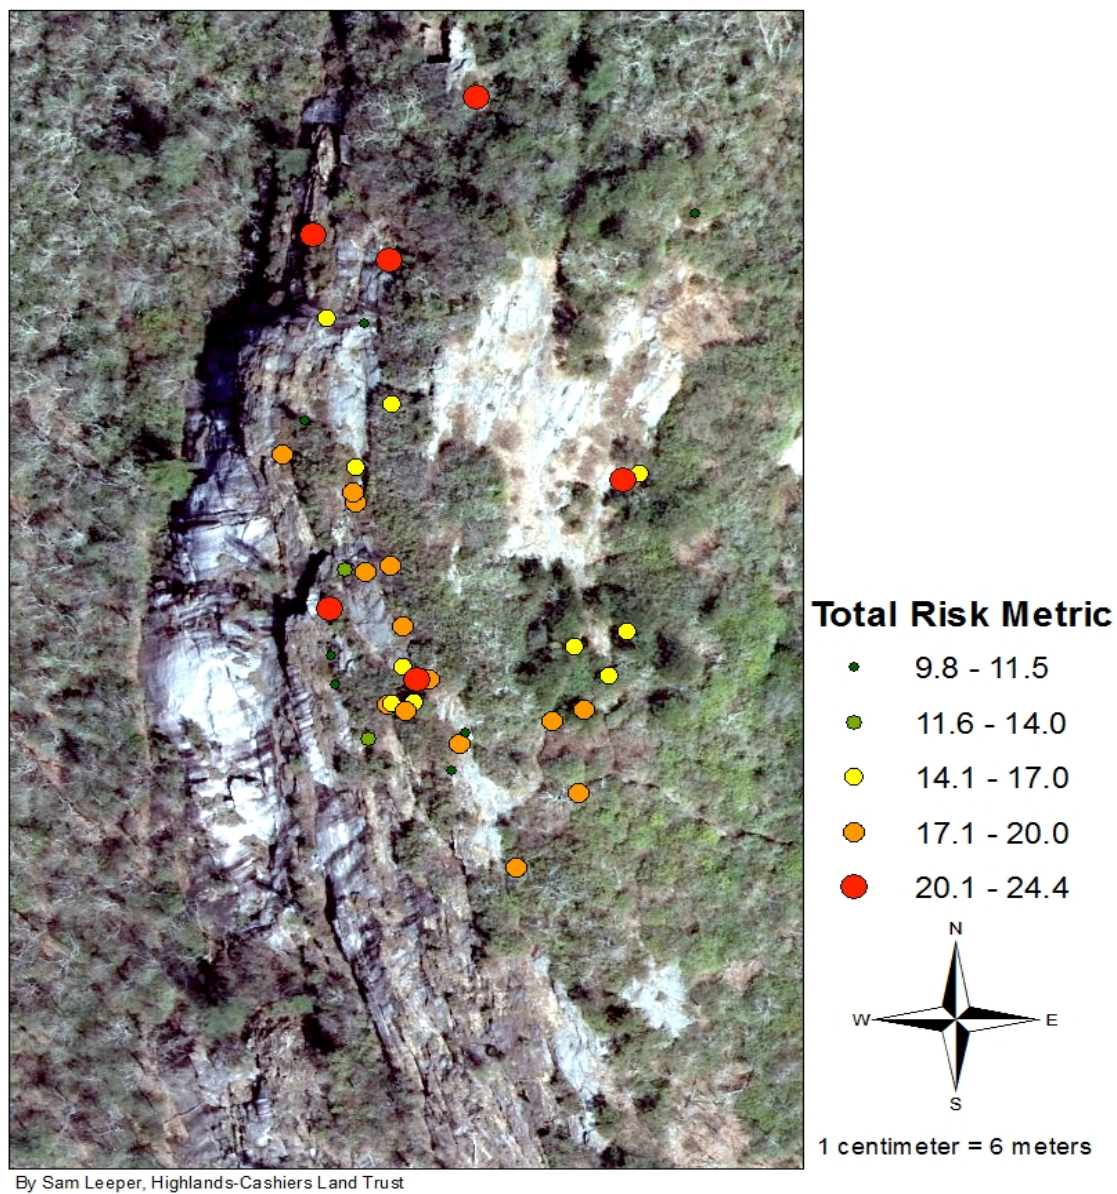 Total Risk Metric
9.8 - 11.5
11.6 - 14.0
14.1 - 17.0
17.1 - 20.0
20.1 - 24.4
N
W E
S
1 centimeter = 6 meters
By Sam Leeper, Highlands-Cashiers Land Trust